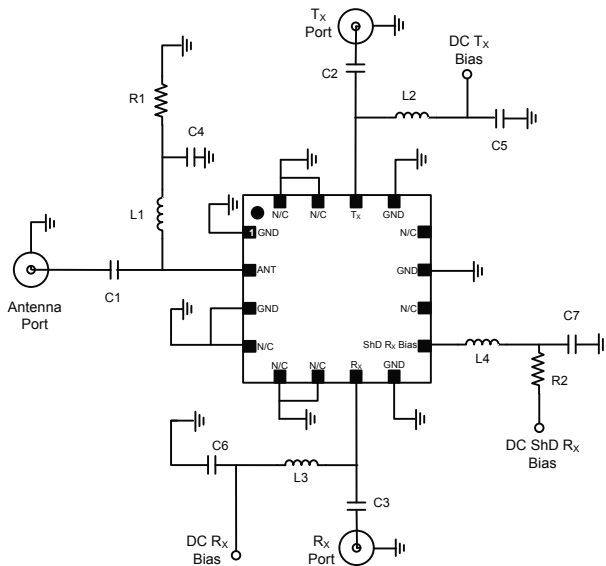 TX
Port
DC TX
Bias
C2
L2
R1
C4
C5
N/C
N/C
TX
GND
1
GND
N/C
L1
ANT
GND
C1
Antenna
Port
GND
N/C
C7
N/C
ShD RX Bias
L4
N/C
N/C
RX
GND
R2
C6
L3
DC ShD RX
Bias
C3
DC RX
Bias
RX
Port